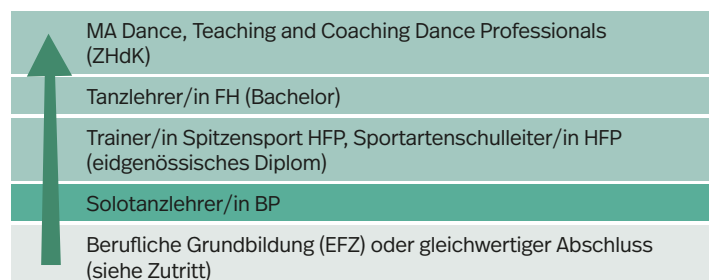 MA Dance, Teaching and Coaching Dance Professionals
(ZHdK)
Tanzlehrer/in FH (Bachelor)
Trainer/in Spitzensport HFP, Sportartenschulleiter/in HFP
(eidgenössisches Diplom)
Solotanzlehrer/in BP
Berufliche Grundbildung (EFZ) oder gleichwertiger Abschluss
(siehe Zutritt)